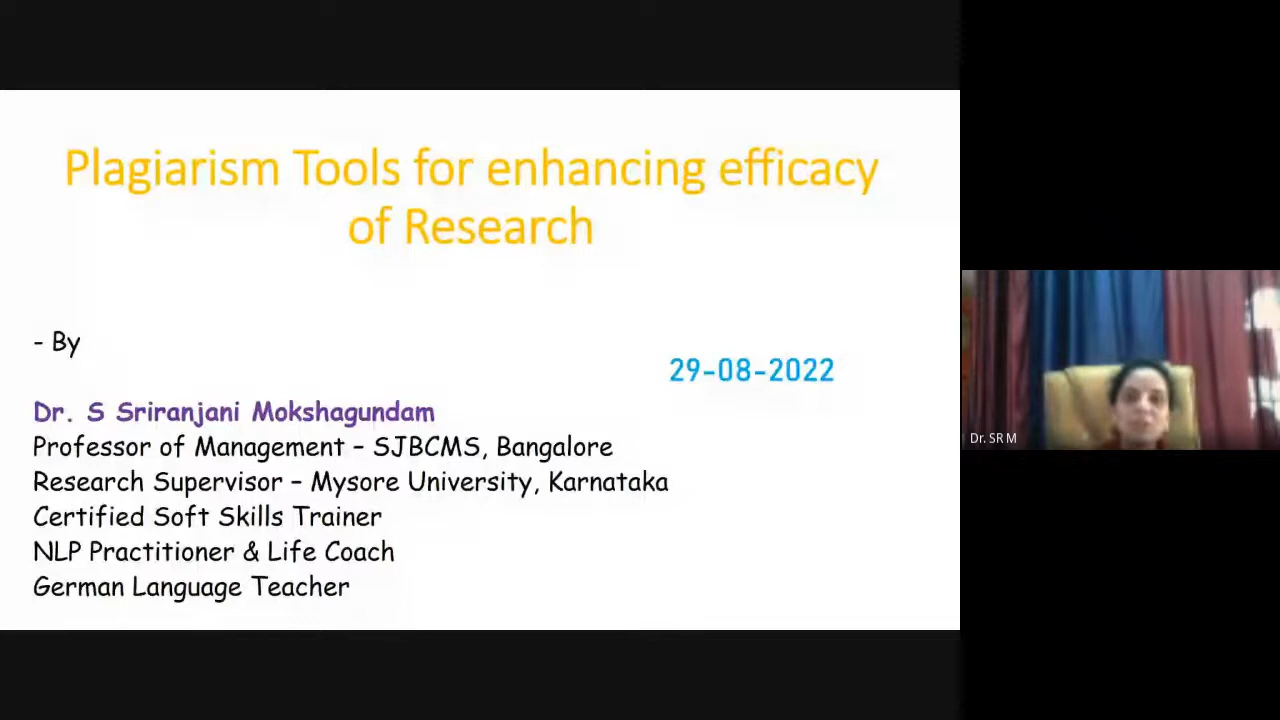 Plagiarism Tools for enhancing efficacy
of Research
- By
29-08-2022
Dr. S Sriranjani Mokshagundam
Professor of Management – SJBCMS, Bangalore
Research Supervisor – Mysore University, Karnataka
Certified Soft Skills Trainer
NLP Practitioner & Life Coach
German Language Teacher
Dr. SR M